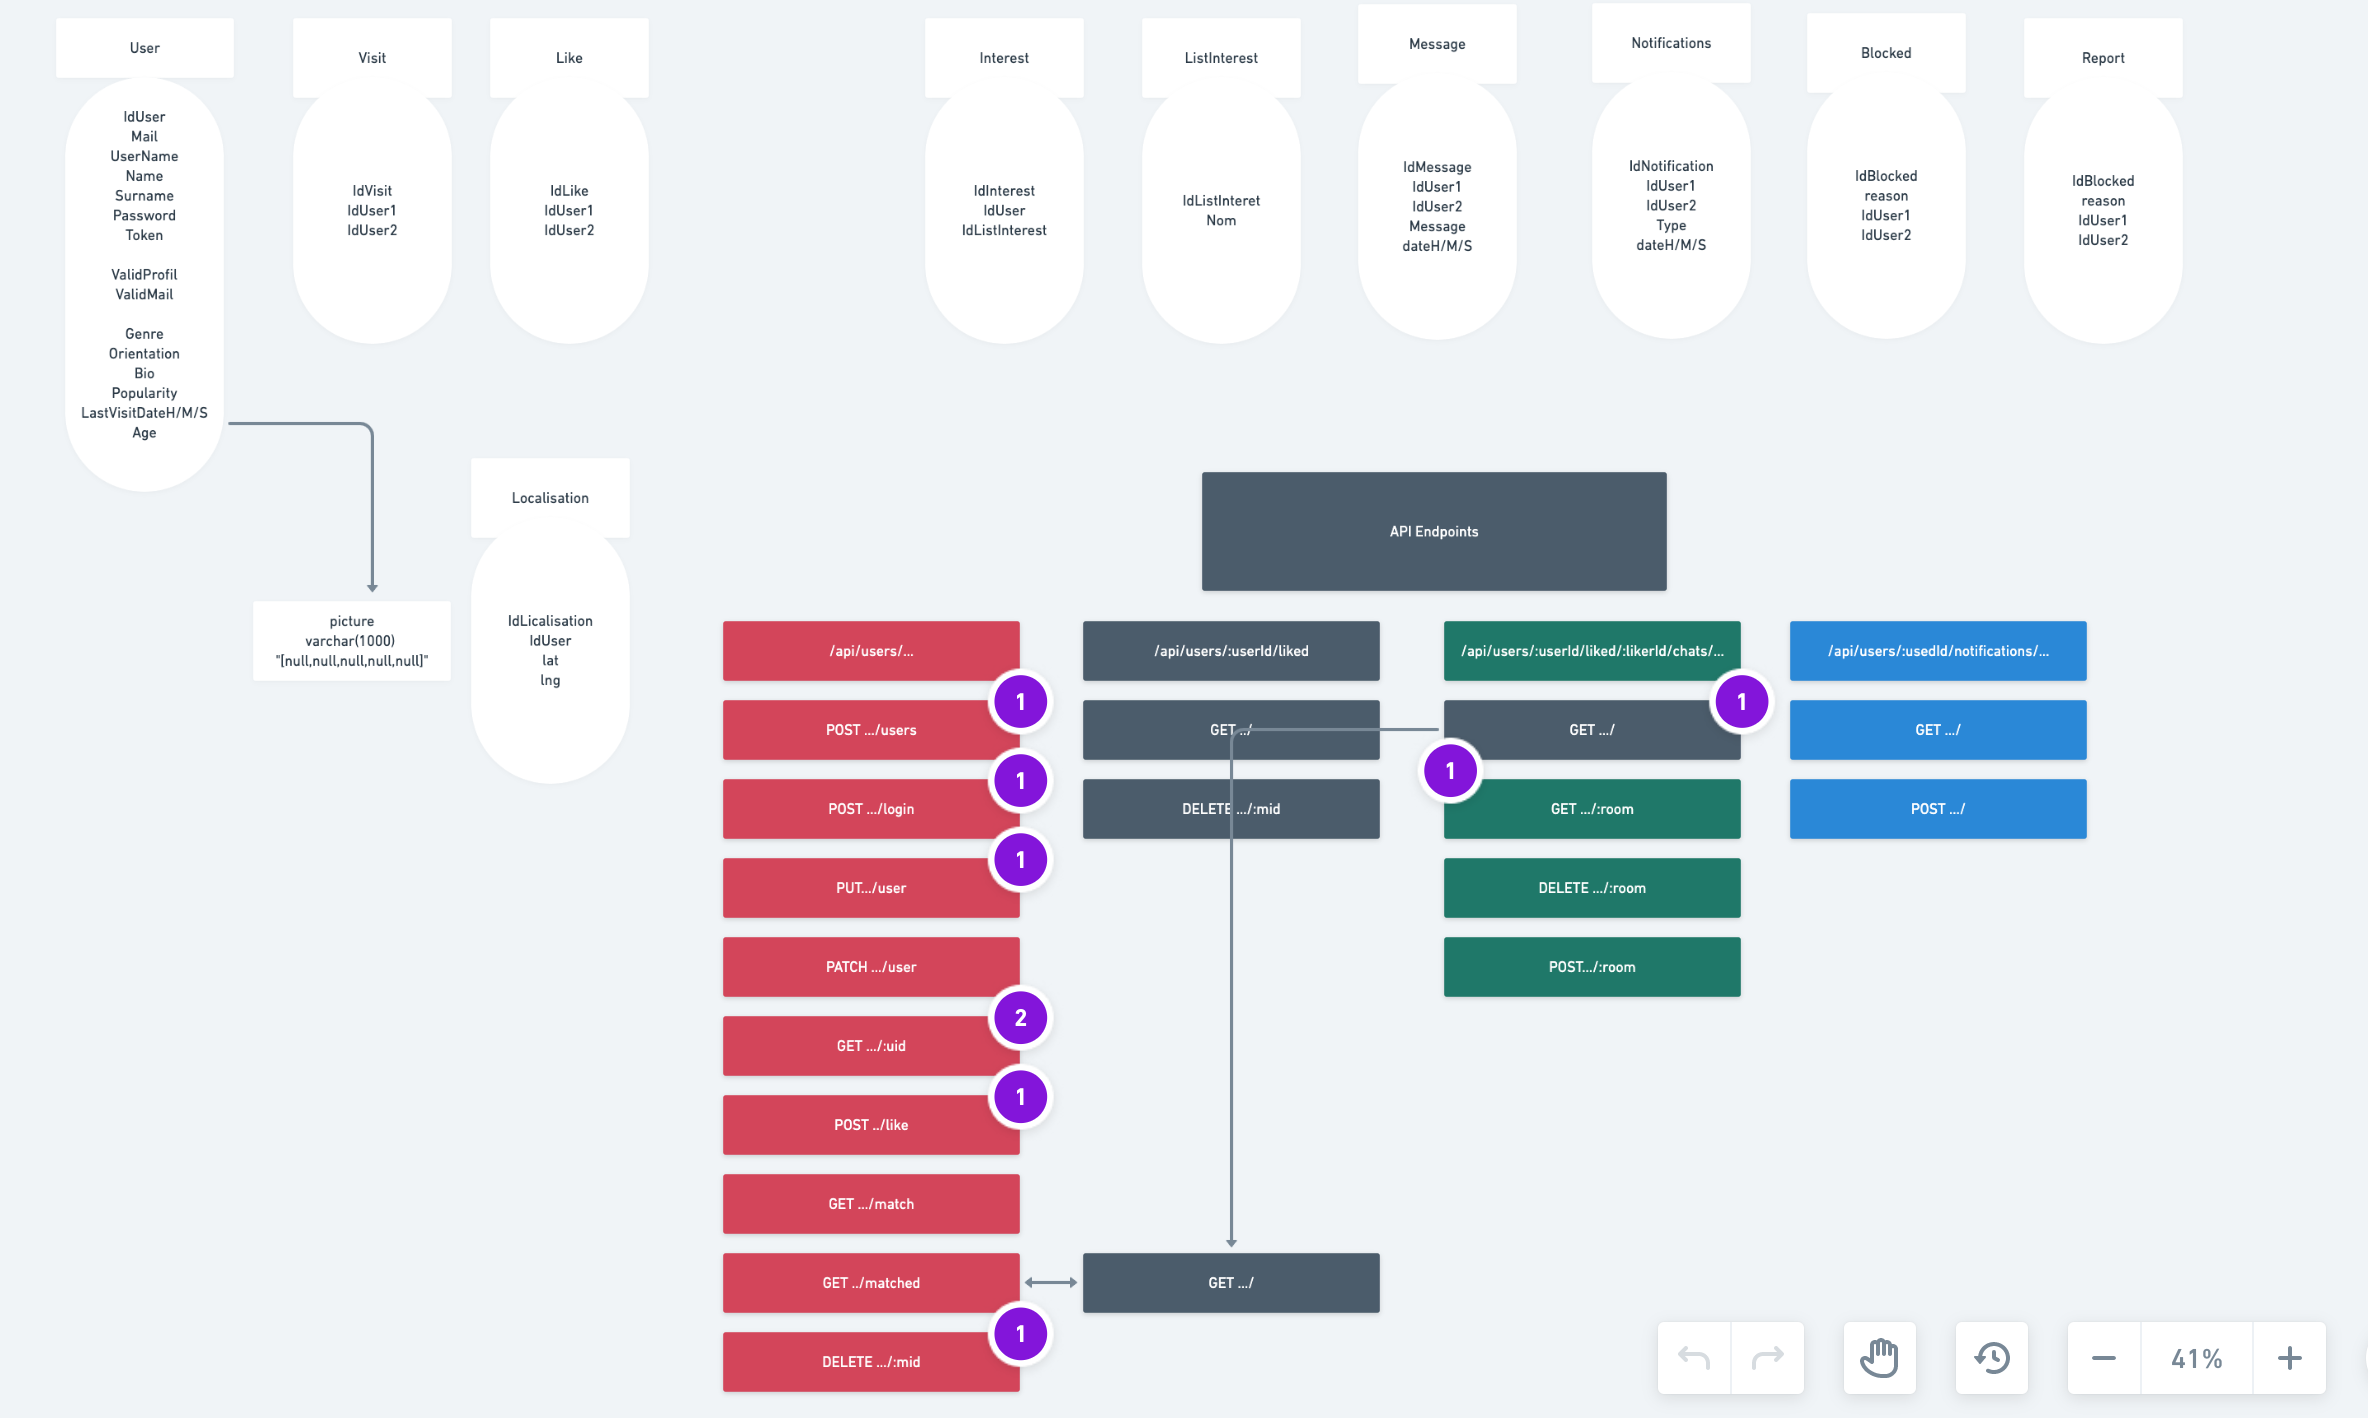 User
IdUser
Mail
UserName
Name
Surname
Password
Token
ValidProfil
ValidMail
Genre
Orientation
Bio
Popularity
LastVisitDateH/M/S
Age
Visit
IdVisit
IdUser1
IdUser2
Like
IdLike
IdUser1
IdUser2
Interest
IdInterest
IdUser
IdListInterest
ListInterest
IdListInteret
Nom
Message
IdMessage
IdUser1
IdUser2
Message
dateH/M/S
Notifications
IdNotification
IdUser1
IdUser2
Type
dateH/M/S
Blocked
IdBlocked
reason
IdUser1
IdUser2
Report
IdBlocked
reason
IdUser1
IdUser2
picture
varchar(1000)
"[null,null,null,null,null]"
Localisation
IdLicalisation
IdUser
lat
lng
API Endpoints
/api/users/...
1
POST .../users
1
POST .../login
1
PUT.../user
PATCH .../user
2
GET .../:uid
1
POST ../like
GET .../match
GET ../matched
1
DELETE .../:mid
/api/users/:userId/liked
GET .../
DELETE .../:mid
GET .../
/api/users/:userId/liked/:likerId/chats/...
1
GET .../
1
GET .../:room
DELETE .../:room
POST.../:room
/api/users/:usedId/notifications/...
GET .../
POST .../
41%